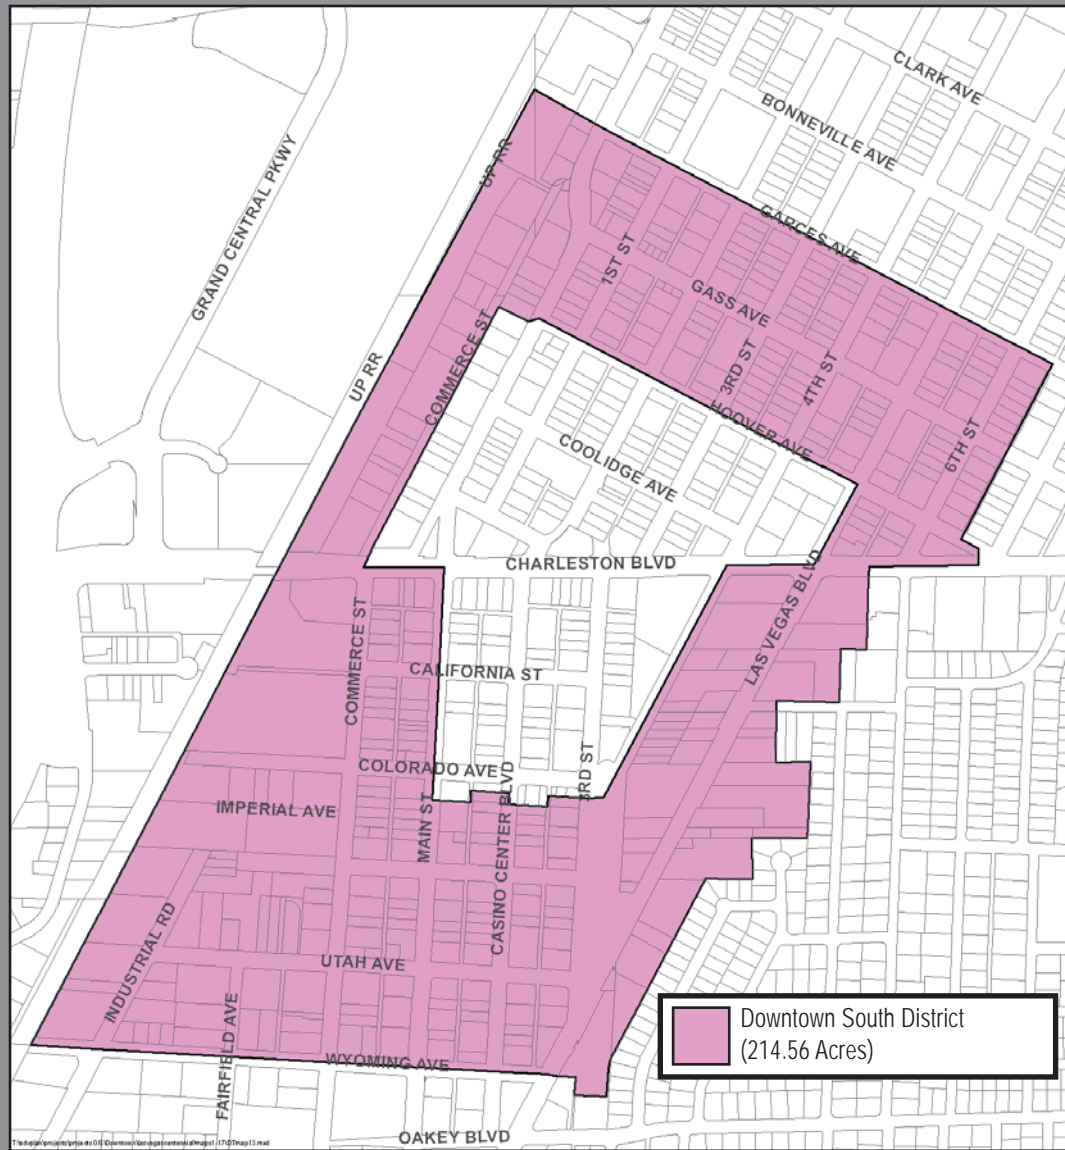 CLARK AVE
BONNEVILLE AVE
UP RR
GRAND CENTRAL PKWY
GARCES AVE
1ST ST
GASS AVE
COMMERCE ST
UP RR
3RD ST
4TH ST
HOOVER AVE
6TH ST
COOLIDGE AVE
CHARLESTON BLVD
LAS VEGAS BLVD
COMMERCE ST
CALIFORNIA ST
COLORADO AVE
3RD ST
IMPERIAL AVE
MAIN ST
CASINO CENTER BLVD
INDUSTRIAL RD
UTAH AVE
FAIRFIELD AVE
WYOMING AVE
Downtown South District
(214.56 Acres)
OAKEY BLVD